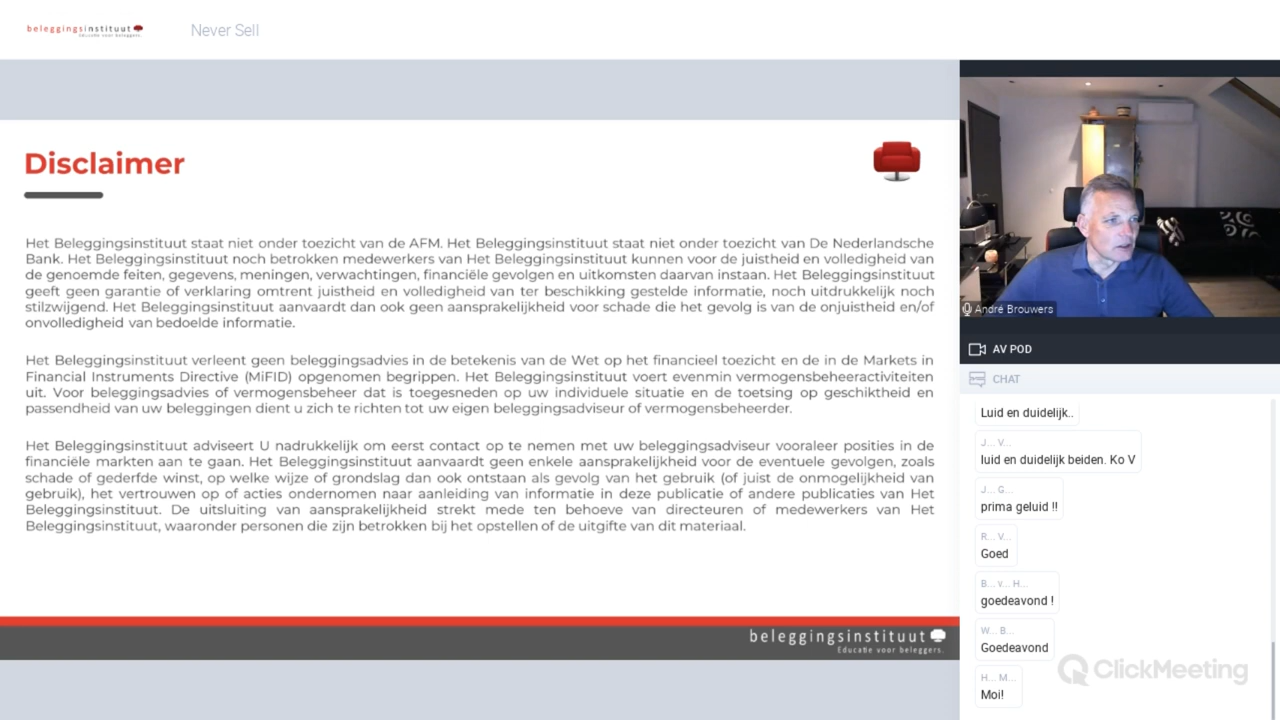 beleggingsinstituut
Educatie voor beleggers.
Never Sell
Disclaimer
Het Beleggingsinstituut staat niet onder toezicht van de AFM. Het Beleggingsinstituut staat niet onder toezicht van De Nederlandsche
Bank. Het Beleggingsinstituut noch betrokken medewerkers van Het Beleggingsinstituut kunnen voor de juistheid en volledigheid van
de genoemde feiten, gegevens, meningen, verwachtingen, financiële gevolgen en uitkomsten daarvan instaan. Het Beleggingsinstituut
geeft geen garantie of verklaring omtrent juistheid en volledigheid van ter beschikking gestelde informatie, noch uitdrukkelijk noch
stilzwijgend. Het Beleggingsinstituut aanvaardt dan ook geen aansprakelijkheid voor schade die het gevolg is van de onjuistheid en/of
onvolledigheid van bedoelde informatie.
Het Beleggingsinstituut verleent geen beleggingsadvies in de betekenis van de Wet op het financieel toezicht en de in de Markets in
Financial Instruments Directive (MiFID) opgenomen begrippen. Het Beleggingsinstituut voert evenmin vermogensbeheeractiviteiten
uit. Voor beleggingsadvies of vermogensbeheer dat is toegesneden op uw individuele situatie en de toetsing op geschiktheid en
passendheid van uw beleggingen dient u zich te richten tot uw eigen beleggingsadviseur of vermogensbeheerder.
Het Beleggingsinstituut adviseert U nadrukkelijk om eerst contact op te nemen met uw beleggingsadviseur vooraleer posities in de
financiële markten aan te gaan. Het Beleggingsinstituut aanvaardt geen enkele aansprakelijkheid voor de eventuele gevolgen, zoals
schade of gederfde winst, op welke wijze of grondslag dan ook ontstaan als gevolg van het gebruik (of juist de onmogelijkheid van
gebruik), het vertrouwen op of acties ondernomen naar aanleiding van informatie in deze publicatie of andere publicaties van Het
Beleggingsinstituut. De uitsluiting van aansprakelijkheid strekt mede ten behoeve van directeuren of medewerkers van Het
Beleggingsinstituut, waaronder personen die zijn betrokken bij het opstellen of de uitgifte van dit materiaal.
beleggingsinstituut
Educatie voor beleggers.
André Brouwers
AV POD
CHAT
Luid en duidelijk..
J... V...
luid en duidelijk beiden. Ko V
J... G...
prima geluid !!
R... V...
Goed
B... v... H...
goedeavond !
W... B...
Goedeavond
H... M...
Moi!
ClickMeeting